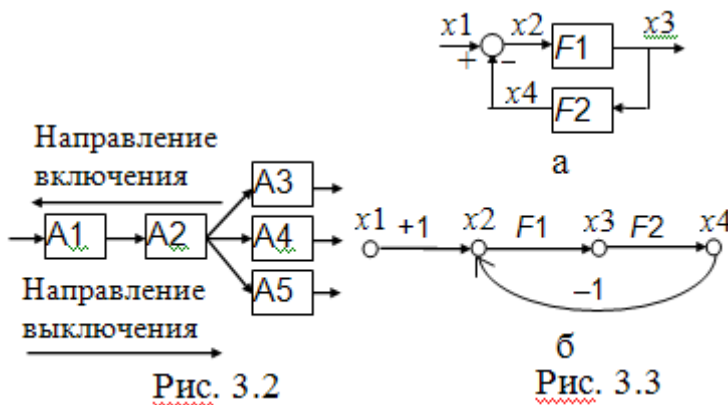 x1 x2 F1 x3
+ –
x4 F2
а
Направление
включения
A3
A1 A2 A4
A5
Направление
выключения
x1 +1 x2 F1 x3 F2 x4
–1
б
Рис. 3.2
Рис. 3.3